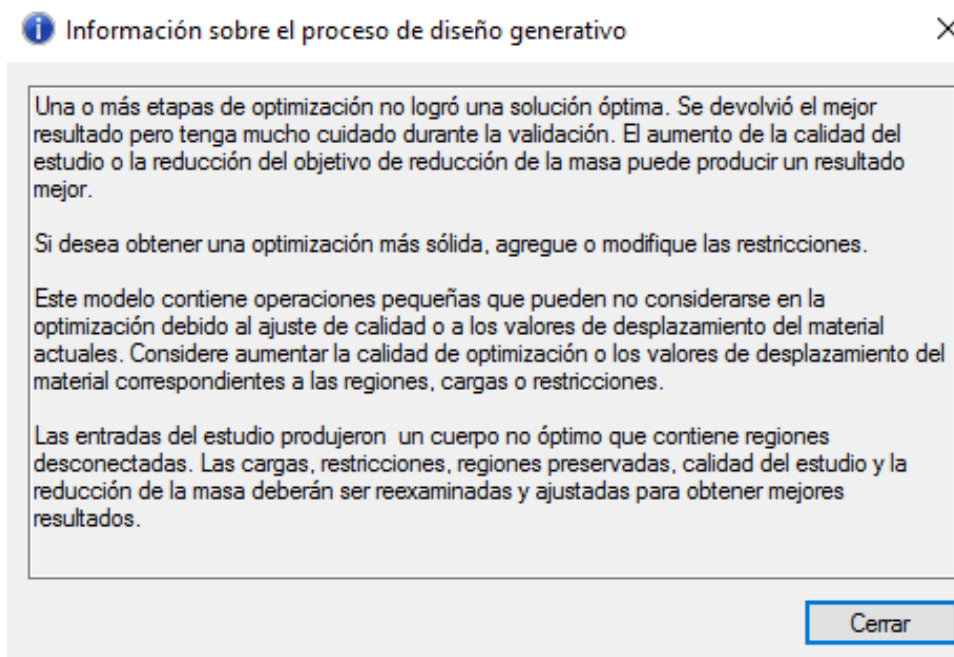 Información sobre el proceso de diseño generativo
Una o más etapas de optimización no logró una solución óptima. Se devolvió el mejor
resultado pero tenga mucho cuidado durante la validación. El aumento de la calidad del
estudio o la reducción del objetivo de reducción de la masa puede producir un resultado
mejor.
Si desea obtener una optimización más sólida, agregue o modifique las restricciones.
Este modelo contiene operaciones pequeñas que pueden no considerarse en la
optimización debido al ajuste de calidad o a los valores de desplazamiento del material
actuales. Considere aumentar la calidad de optimización o los valores de desplazamiento del
material correspondientes a las regiones, cargas o restricciones.
Las entradas del estudio produjeron  un cuerpo no óptimo que contiene regiones
desconectadas. Las cargas, restricciones, regiones preservadas, calidad del estudio y la
reducción de la masa deberán ser reexaminadas y ajustadas para obtener mejores
resultados.
Cerrar